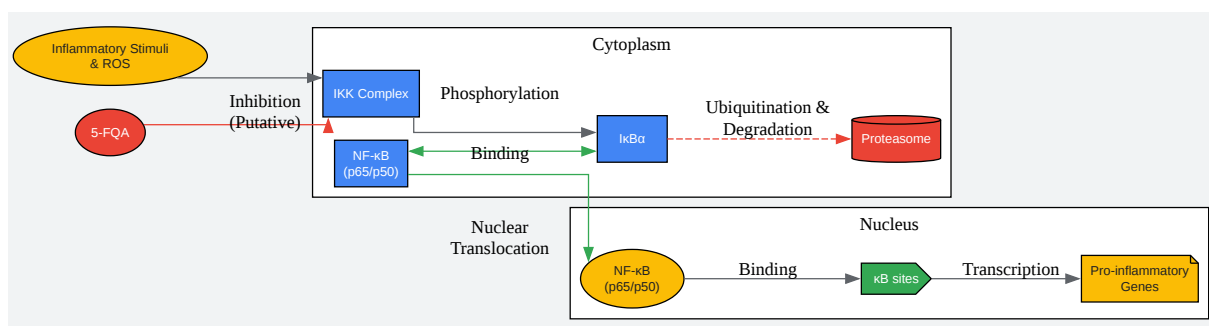 Cytoplasm
Inflammatory Stimuli
& ROS
IKK Complex
Phosphorylation
Inhibition
(Putative)
5-FQA
Ubiquitination &
Degradation
IκBα
Proteasome
NF-κB
(p65/p50)
Binding
Nuclear
Translocation
Nucleus
NF-κB
(p65/p50)
Binding
κB sites
Transcription
Pro-inflammatory
Genes